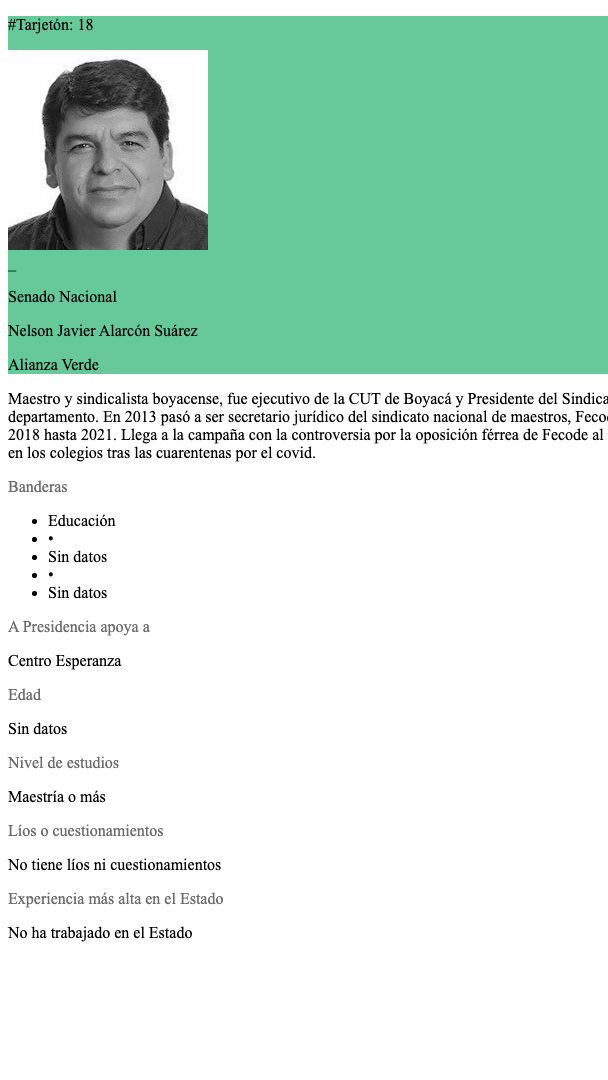 #Tarjetón: 18
_
Senado Nacional
Nelson Javier Alarcón Suárez
Alianza Verde
Maestro y sindicalista boyacense, fue ejecutivo de la CUT de Boyacá y Presidente del Sindica
departamento. En 2013 pasó a ser secretario jurídico del sindicato nacional de maestros, Feco
2018 hasta 2021. Llega a la campaña con la controversia por la oposición férrea de Fecode al
en los colegios tras las cuarentenas por el covid.
Banderas
• Educación
• •
• Sin datos
• •
• Sin datos
A Presidencia apoya a
Centro Esperanza
Edad
Sin datos
Nivel de estudios
Maestría o más
Líos o cuestionamientos
No tiene líos ni cuestionamientos
Experiencia más alta en el Estado
No ha trabajado en el Estado